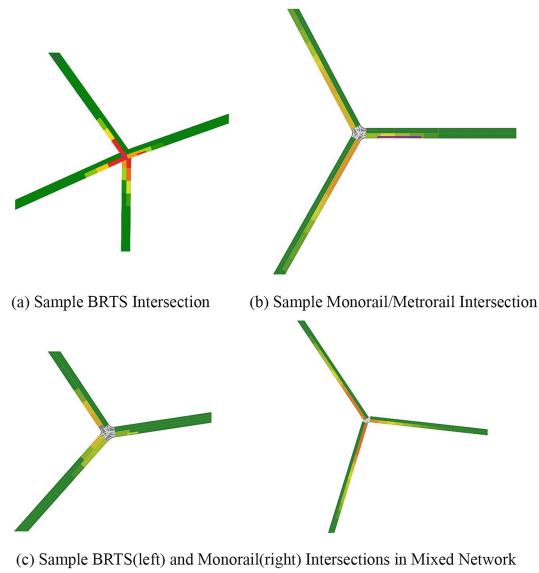 (a) Sample BRTS Intersection
(b) Sample Monorail/Metrorail Intersection
(c) Sample BRTS(left) and Monorail(right) Intersections in Mixed Network